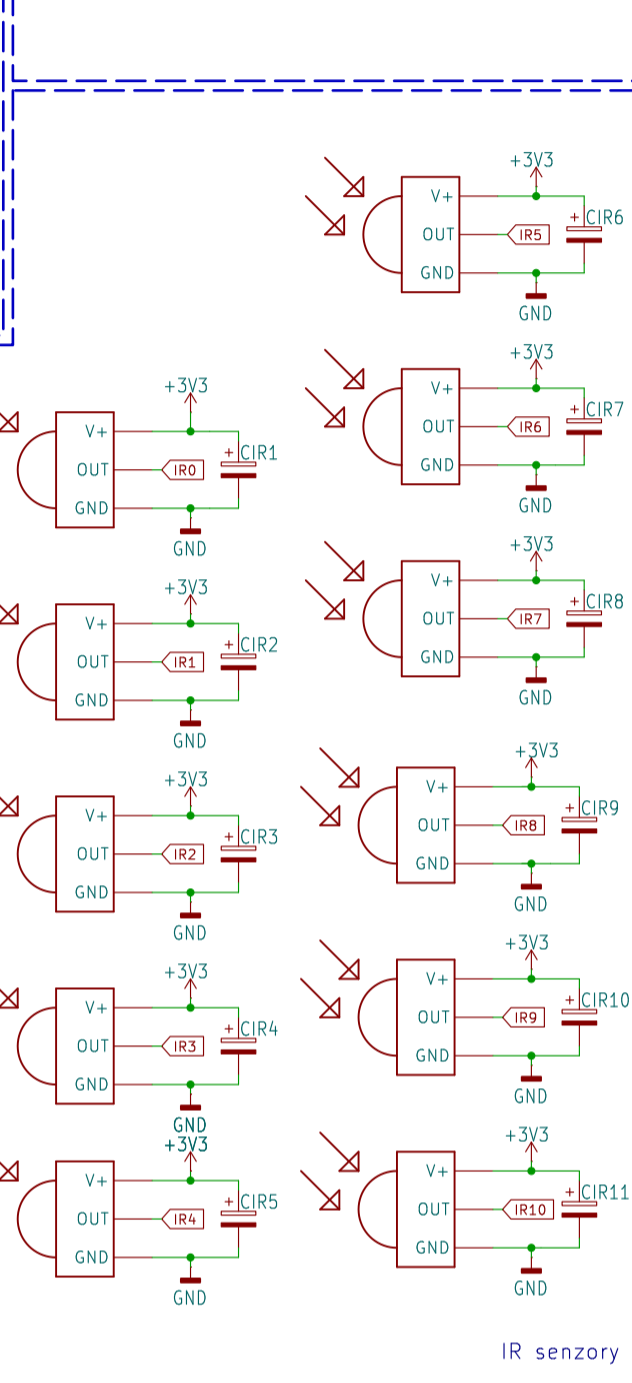 +3V3
V+
CIR1
+
OUT
IR0
GND
GND
+3V3
V+
CIR2
+
OUT
IR1
GND
GND
+3V3
V+
CIR3
+
OUT
IR2
GND
GND
+3V3
V+
CIR4
+
OUT
IR3
GND
GND
+3V3
V+
CIR5
+
OUT
IR4
GND
GND
+3V3
V+
CIR6
+
OUT
IR5
GND
GND
+3V3
V+
CIR7
+
OUT
IR6
GND
GND
+3V3
V+
CIR8
+
OUT
IR7
GND
GND
+3V3
V+
CIR9
+
OUT
IR8
GND
GND
+3V3
V+
CIR10
+
OUT
IR9
GND
GND
+3V3
V+
CIR11
+
OUT
IR10
GND
GND
IR senzory